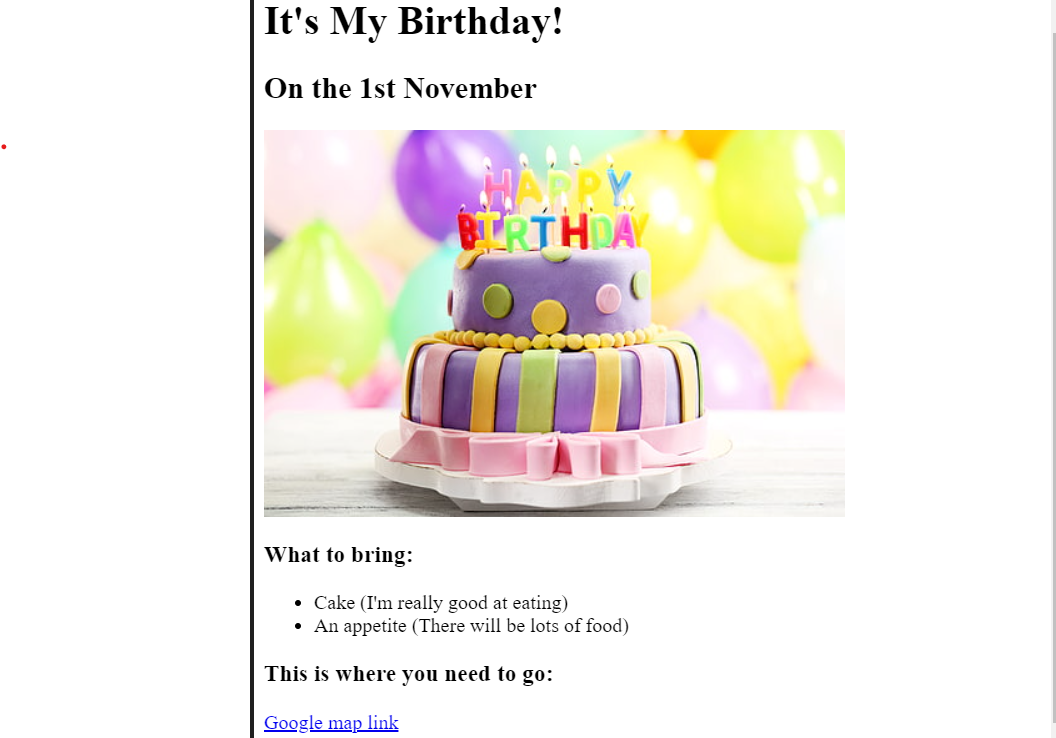 It's My Birthday!
On the 1st November
HAPPY
BIRTHDAY
What to bring:
Cake (I'm really good at eating)
An appetite (There will be lots of food)
This is where you need to go:
Google map link